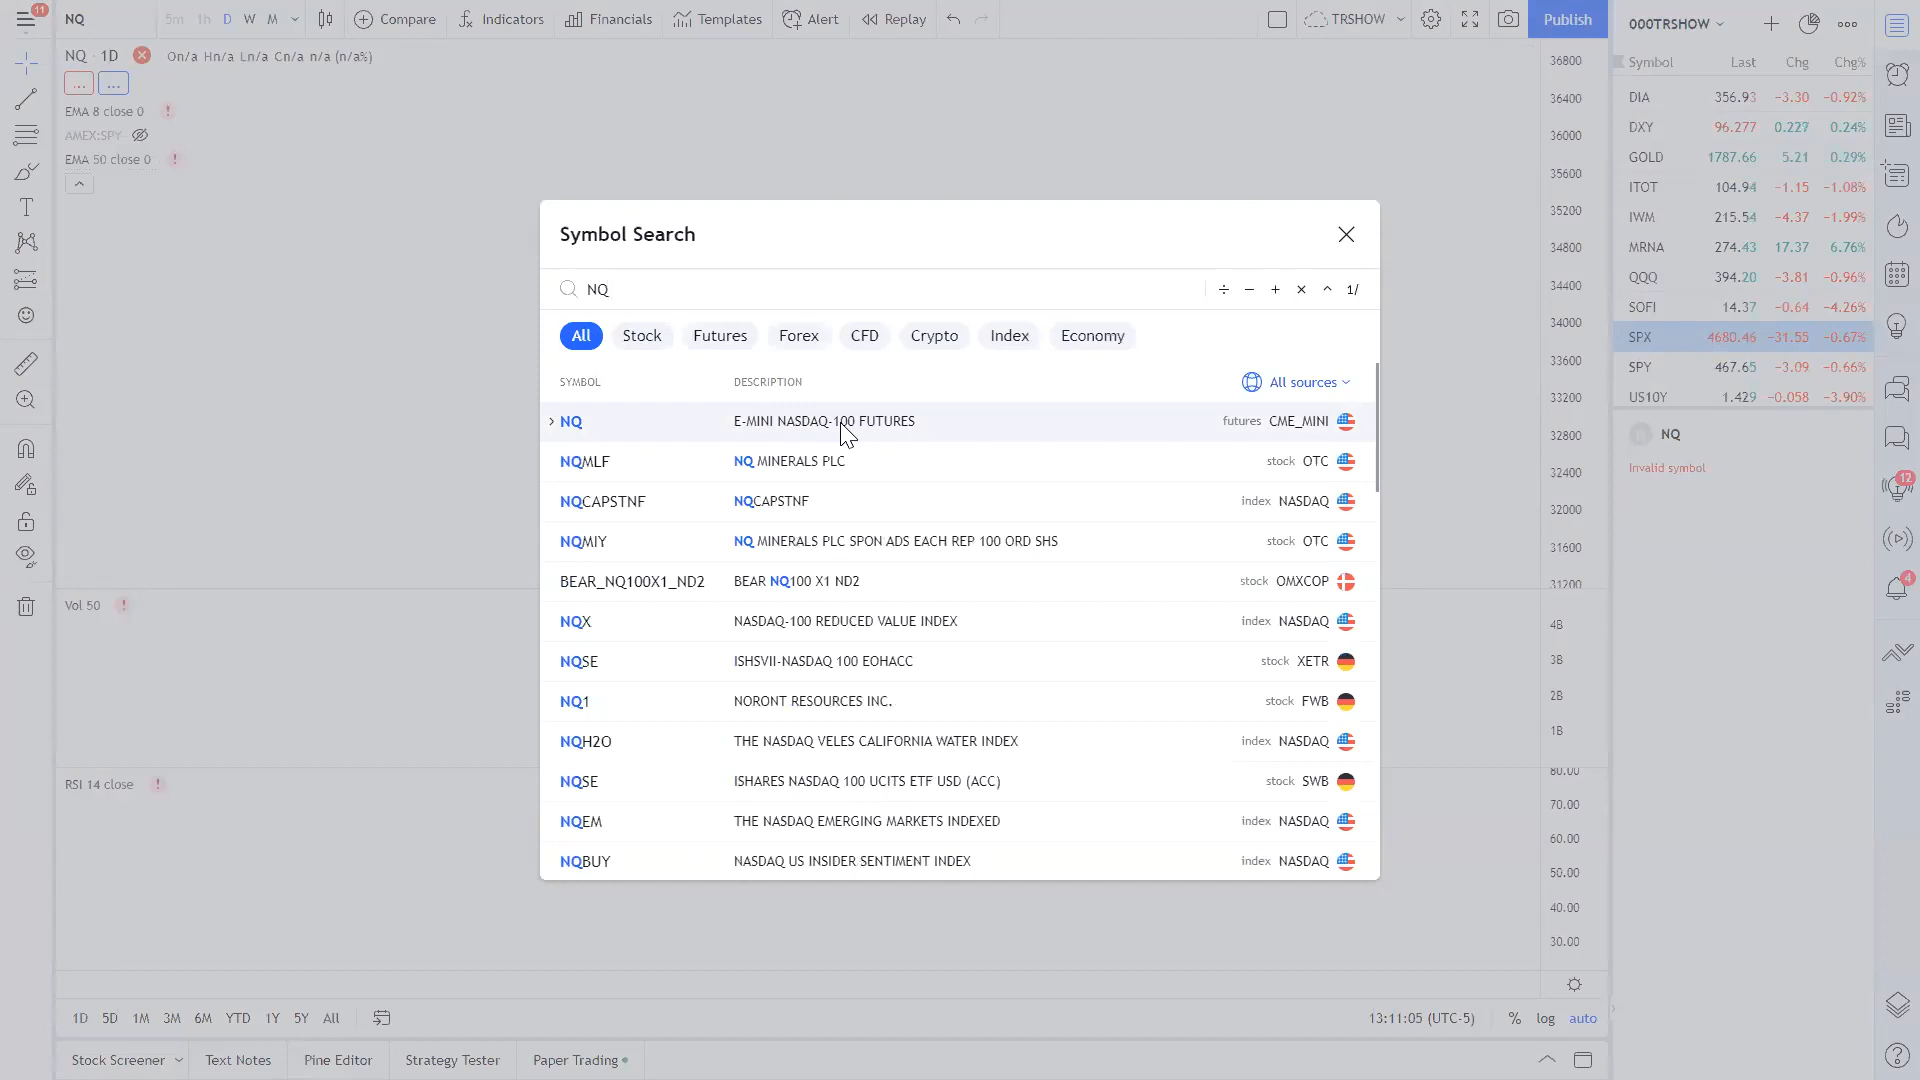 11
NQ 5m 1h D W M Compare Indicators Financials Templates Alert Replay TRSHOW Publish
NQ · 1D On/a Hn/a Ln/a Cn/a n/a (n/a%)
... ...
EMA 8 close 0 !
AMEX:SPY
EMA 50 close 0 !
Vol 50 !
RSI 14 close !
Symbol Search
NQ ÷ − + × ^ 1/
All Stock Futures Forex CFD Crypto Index Economy
SYMBOL DESCRIPTION All sources
NQ E-MINI NASDAQ-100 FUTURES futures CME_MINI
NQMLF NQ MINERALS PLC stock OTC
NQCAPSTNF NQCAPSTNF index NASDAQ
NQMIY NQ MINERALS PLC SPON ADS EACH REP 100 ORD SHS stock OTC
BEAR_NQ100X1_ND2 BEAR NQ100 X1 ND2 stock OMXCOP
NQX NASDAQ-100 REDUCED VALUE INDEX index NASDAQ
NQSE ISHSVII-NASDAQ 100 EOHACC stock XETR
NQ1 NORONT RESOURCES INC. stock FWB
NQH2O THE NASDAQ VELES CALIFORNIA WATER INDEX index NASDAQ
NQSE ISHARES NASDAQ 100 UCITS ETF USD (ACC) stock SWB
NQEM THE NASDAQ EMERGING MARKETS INDEXED index NASDAQ
NQBUY NASDAQ US INSIDER SENTIMENT INDEX index NASDAQ
36800
36400
36000
35600
35200
34800
34400
34000
33600
33200
32800
32400
32000
31600
31200
4B
3B
2B
1B
80.00
70.00
60.00
50.00
40.00
30.00
000TRSHOW
Symbol Last Chg Chg%
DIA 356.93 −3.30 −0.92%
DXY 96.277 0.227 0.24%
GOLD 1787.66 5.21 0.29%
ITOT 104.94 −1.15 −1.08%
IWM 215.54 −4.37 −1.99%
MRNA 274.43 17.37 6.76%
QQQ 394.20 −3.81 −0.96%
SOFI 14.37 −0.64 −4.26%
SPX 4680.46 −31.55 −0.67%
SPY 467.65 −3.09 −0.66%
US10Y 1.429 −0.058 −3.90%
N NQ
Invalid symbol
12
4
1D 5D 1M 3M 6M YTD 1Y 5Y All 13:11:05 (UTC-5) % log auto
Stock Screener Text Notes Pine Editor Strategy Tester Paper Trading